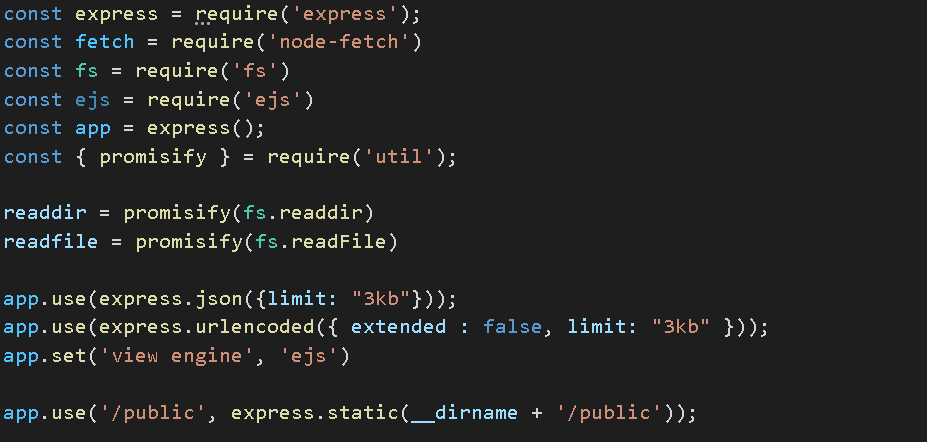 const express = require('express');
const fetch = require('node-fetch')
const fs = require('fs')
const ejs = require('ejs')
const app = express();
const { promisify } = require('util');
readdir = promisify(fs.readdir)
readfile = promisify(fs.readFile)
app.use(express.json({limit: "3kb"}));
app.use(express.urlencoded({ extended : false, limit: "3kb" }));
app.set('view engine', 'ejs')
app.use('/public', express.static(__dirname + '/public'));